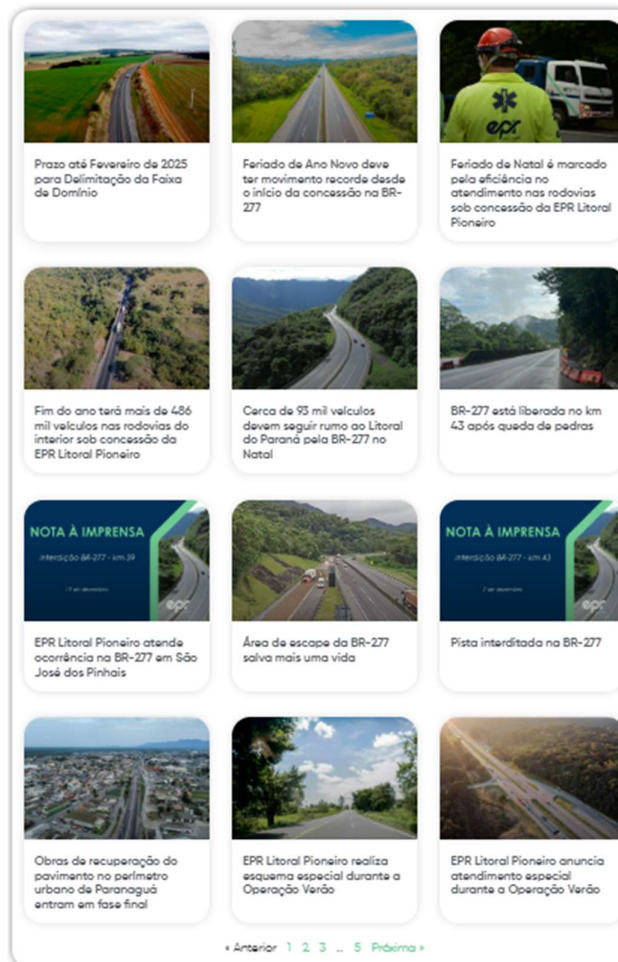 epr
Prazo até Fevereiro de 2025
para Delimitação da Faixa
de Domínio
Feriado de Ano Novo deve
ter movimento recorde desde
o início da concessão na BR-
277
Feriado de Natal é marcado
pela eficiência no
atendimento nas rodovias
sob concessão da EPR Litoral
Pioneiro
Fim do ano terá mais de 486
mil veículos nas rodovias do
interior sob concessão da
EPR Litoral Pioneiro
Cerca de 93 mil veículos
devem seguir rumo ao Litoral
do Paraná pela BR-277 no
Natal
BR-277 está liberada no km
43 após queda de pedras
NOTA À IMPRENSA
Interdição BR-277 - km 39
17 de dezembro
epr
NOTA À IMPRENSA
Interdição BR-277 - km 43
de dezembro
epr
EPR Litoral Pioneiro atende
ocorrência na BR-277 em São
José dos Pinhais
Área de escape da BR-277
salva mais uma vida
Pista interditada na BR-277
Obras de recuperação do
pavimento no perímetro
urbano de Paranaguá
entram em fase final
EPR Litoral Pioneiro realiza
esquema especial durante a
Operação Verão
EPR Litoral Pioneiro anuncia
atendimento especial
durante a Operação Verão
« Anterior 1 2 3 … 5 Próxima »